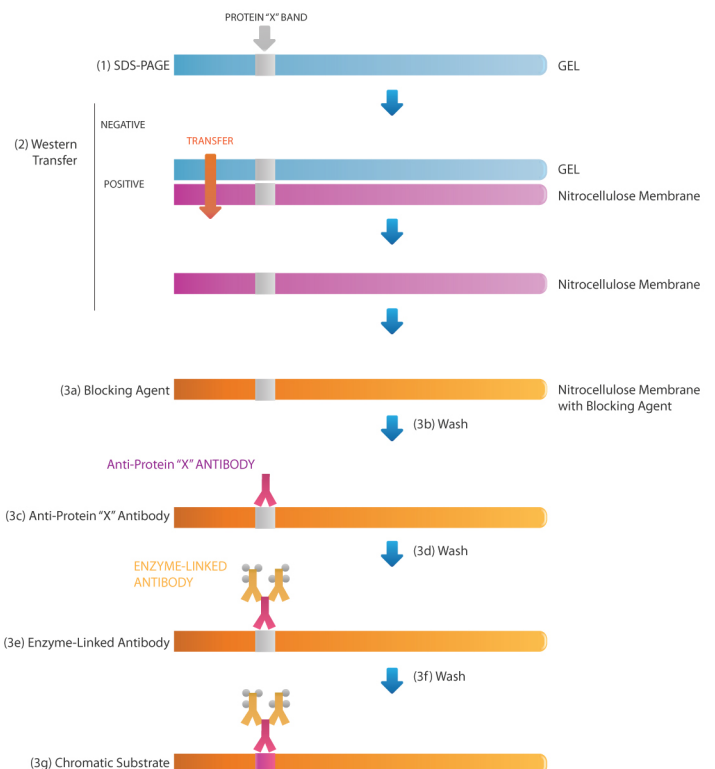 PROTEIN “X” BAND
(1) SDS-PAGE
GEL
(2) Western
Transfer
NEGATIVE
TRANSFER
GEL
POSITIVE
Nitrocellulose Membrane
Nitrocellulose Membrane
(3a) Blocking Agent
Nitrocellulose Membrane
with Blocking Agent
(3b) Wash
Anti-Protein “X” ANTIBODY
(3c) Anti-Protein “X” Antibody
(3d) Wash
ENZYME-LINKED
ANTIBODY
(3e) Enzyme-Linked Antibody
(3f) Wash
(3g) Chromatic Substrate